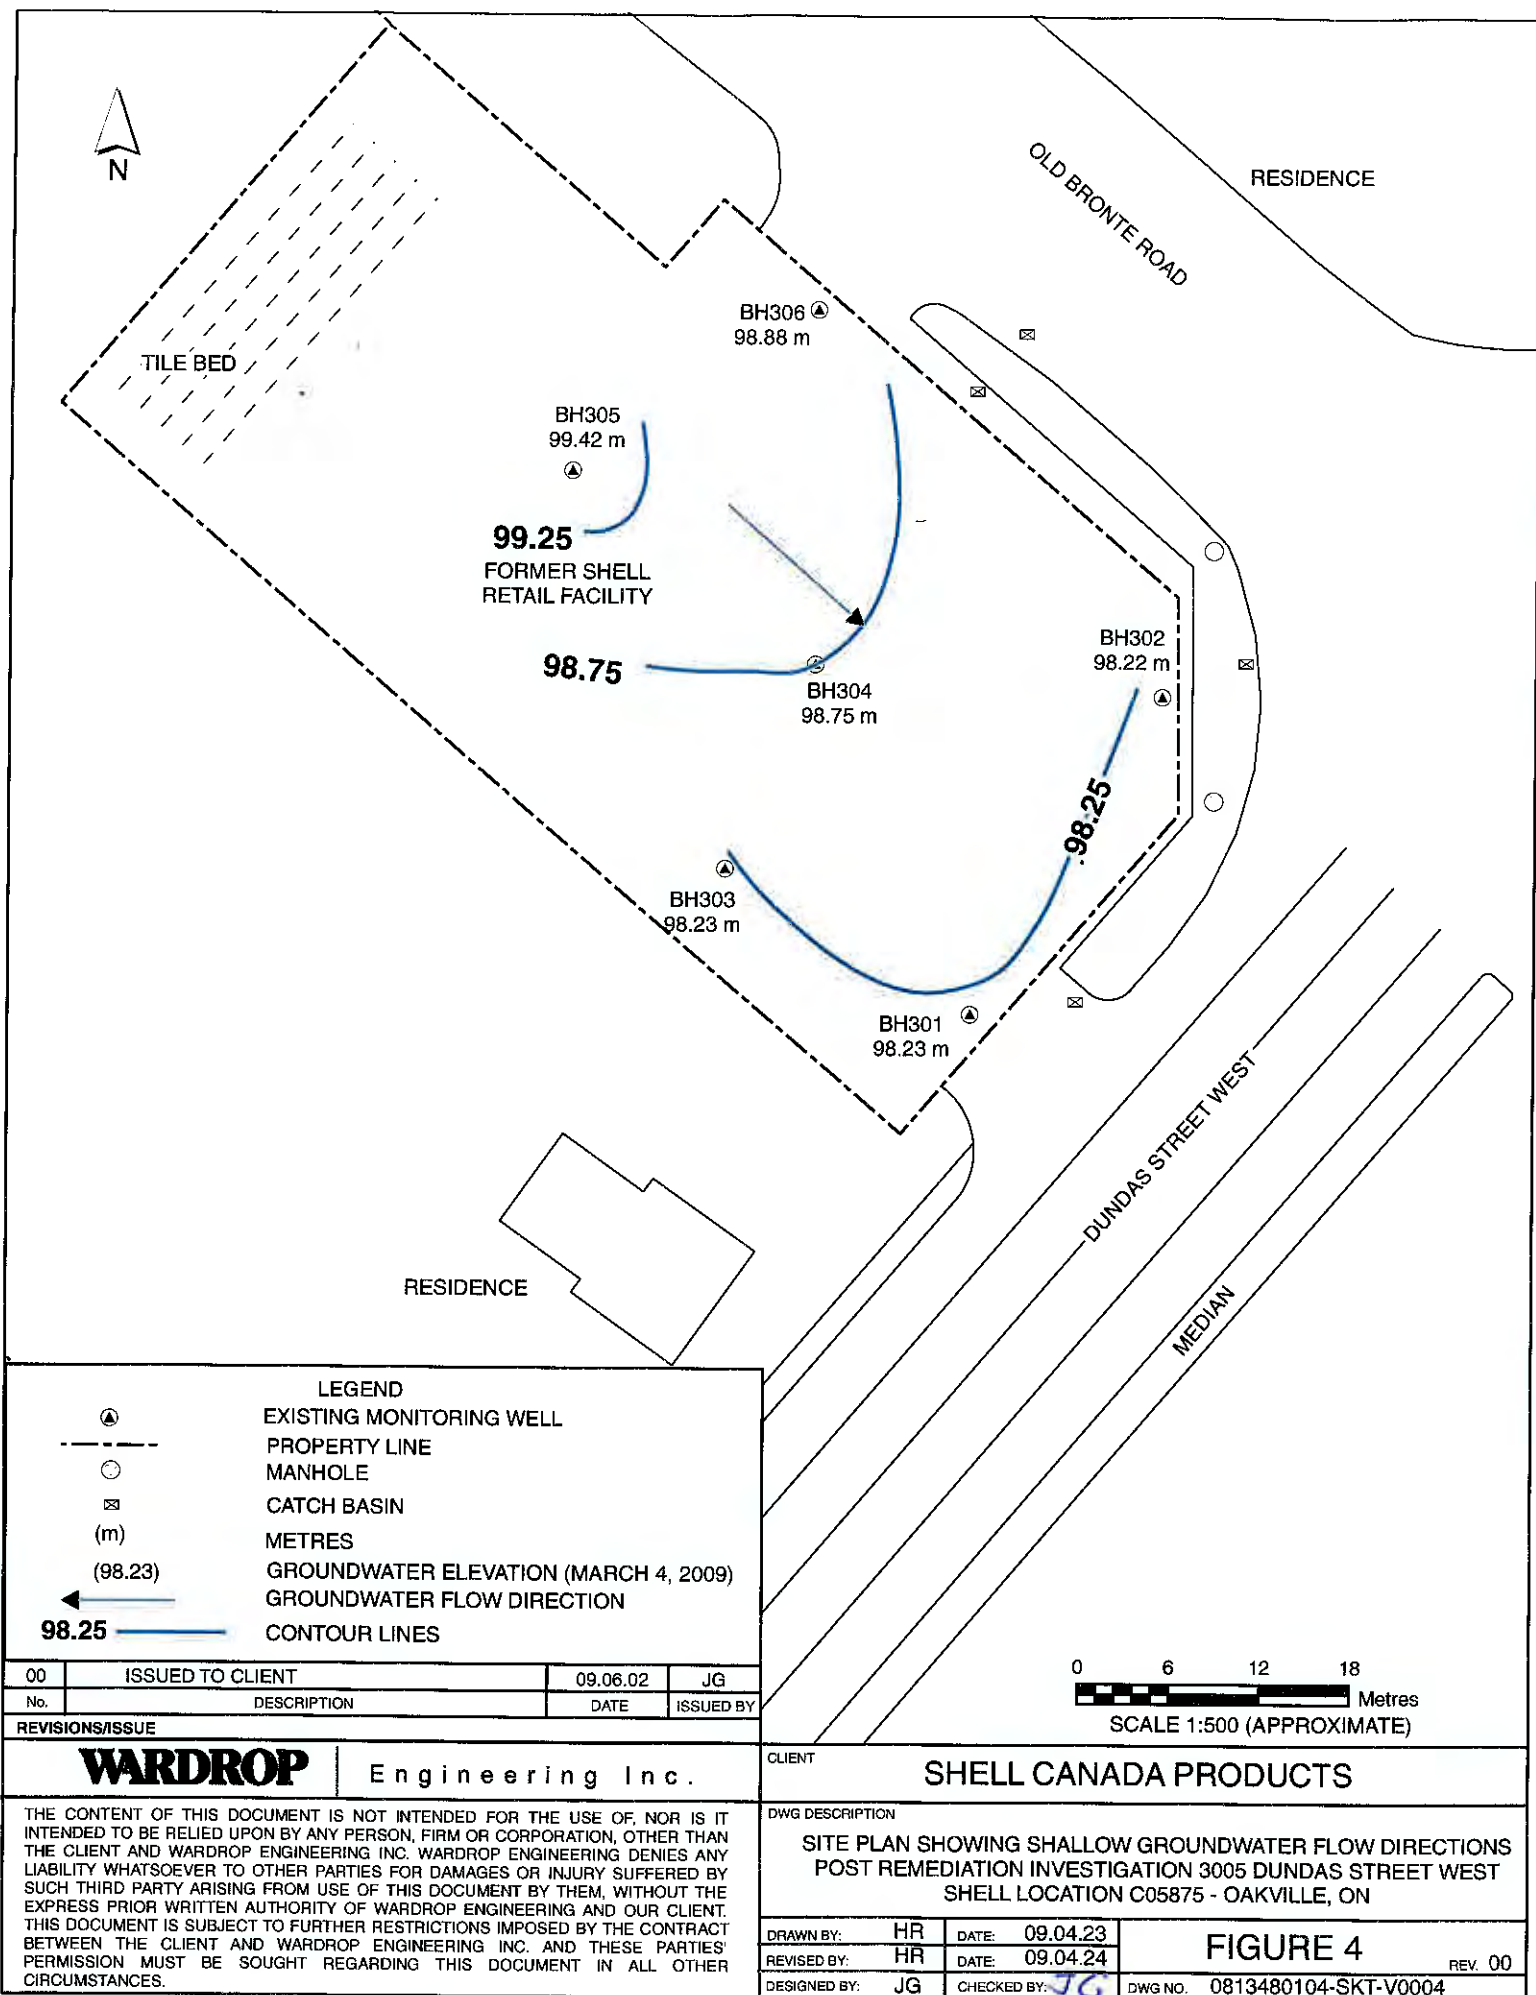 N
OLD BRONTE ROAD
RESIDENCE
BH306
98.88 m
TILE BED
BH305
99.42 m
99.25
FORMER SHELL
RETAIL FACILITY
98.75
BH304
98.75 m
BH302
98.22 m
98.25
BH303
98.23 m
BH301
98.23 m
DUNDAS STREET WEST
MEDIAN
RESIDENCE
LEGEND
EXISTING MONITORING WELL
PROPERTY LINE
MANHOLE
CATCH BASIN
(m) METRES
(98.23) GROUNDWATER ELEVATION (MARCH 4, 2009)
GROUNDWATER FLOW DIRECTION
98.25 CONTOUR LINES
00 ISSUED TO CLIENT 09.06.02 JG
No. DESCRIPTION DATE ISSUED BY
REVISIONS/ISSUE
0 6 12 18
Metres
SCALE 1:500 (APPROXIMATE)
WARDROP Engineering Inc.
THE CONTENT OF THIS DOCUMENT IS NOT INTENDED FOR THE USE OF, NOR IS IT
INTENDED TO BE RELIED UPON BY ANY PERSON, FIRM OR CORPORATION, OTHER THAN
THE CLIENT AND WARDROP ENGINEERING INC. WARDROP ENGINEERING DENIES ANY
LIABILITY WHATSOEVER TO OTHER PARTIES FOR DAMAGES OR INJURY SUFFERED BY
SUCH THIRD PARTY ARISING FROM USE OF THIS DOCUMENT BY THEM, WITHOUT THE
EXPRESS PRIOR WRITTEN AUTHORITY OF WARDROP ENGINEERING AND OUR CLIENT.
THIS DOCUMENT IS SUBJECT TO FURTHER RESTRICTIONS IMPOSED BY THE CONTRACT
BETWEEN THE CLIENT AND WARDROP ENGINEERING INC. AND THESE PARTIES'
PERMISSION MUST BE SOUGHT REGARDING THIS DOCUMENT IN ALL OTHER
CIRCUMSTANCES.
CLIENT
SHELL CANADA PRODUCTS
DWG DESCRIPTION
SITE PLAN SHOWING SHALLOW GROUNDWATER FLOW DIRECTIONS
POST REMEDIATION INVESTIGATION 3005 DUNDAS STREET WEST
SHELL LOCATION C05875 - OAKVILLE, ON
DRAWN BY: HR DATE: 09.04.23
REVISED BY: HR DATE: 09.04.24
DESIGNED BY: JG CHECKED BY: JG
FIGURE 4 REV. 00
DWG NO. 0813480104-SKT-V0004